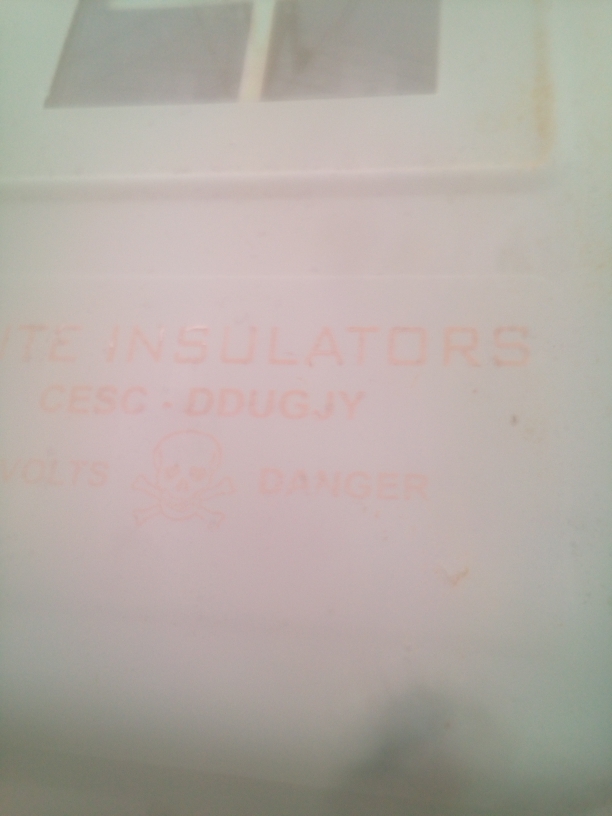 INSULATORS
CESC - DDUGJY
VOLTS DANGER